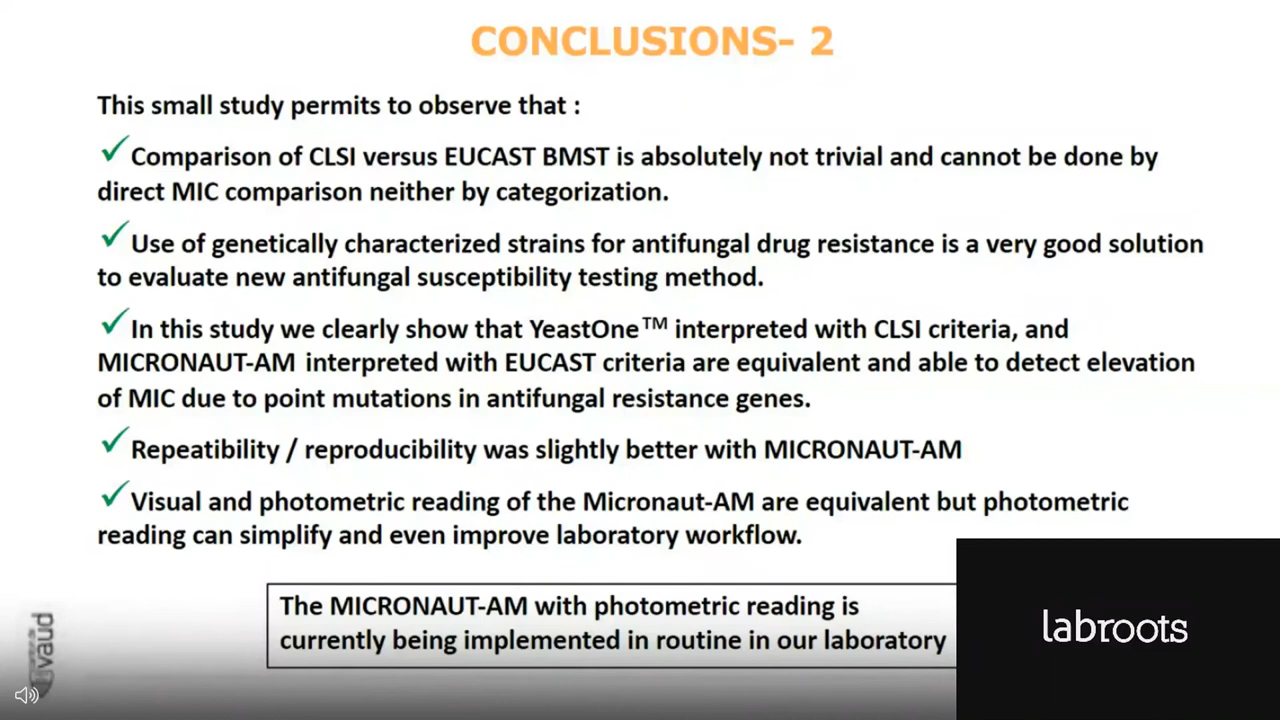 CONCLUSIONS- 2
This small study permits to observe that :
✓Comparison of CLSI versus EUCAST BMST is absolutely not trivial and cannot be done by
direct MIC comparison neither by categorization.
✓Use of genetically characterized strains for antifungal drug resistance is a very good solution
to evaluate new antifungal susceptibility testing method.
✓In this study we clearly show that YeastOne™ interpreted with CLSI criteria, and
MICRONAUT-AM interpreted with EUCAST criteria are equivalent and able to detect elevation
of MIC due to point mutations in antifungal resistance genes.
✓Repeatibility / reproducibility was slightly better with MICRONAUT-AM
✓Visual and photometric reading of the Micronaut-AM are equivalent but photometric
reading can simplify and even improve laboratory workflow.
The MICRONAUT-AM with photometric reading is
currently being implemented in routine in our laboratory
vaud
labroots